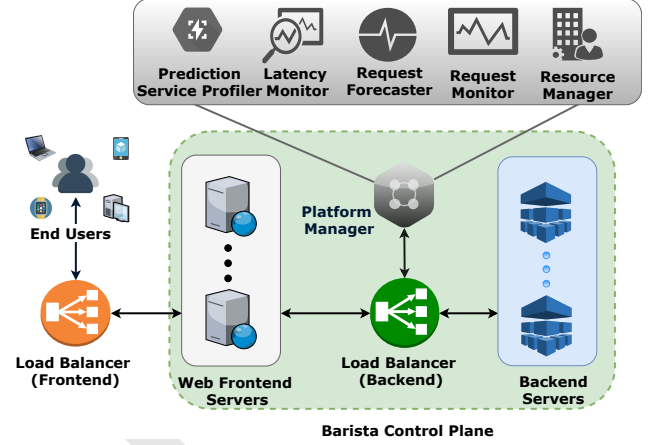 Prediction
Service Profiler
Latency
Monitor
Request
Forecaster
Request
Monitor
Resource
Manager
End Users
Platform
Manager
Load Balancer
(Frontend)
Web Frontend
Servers
Load Balancer
(Backend)
Backend
Servers
Barista Control Plane